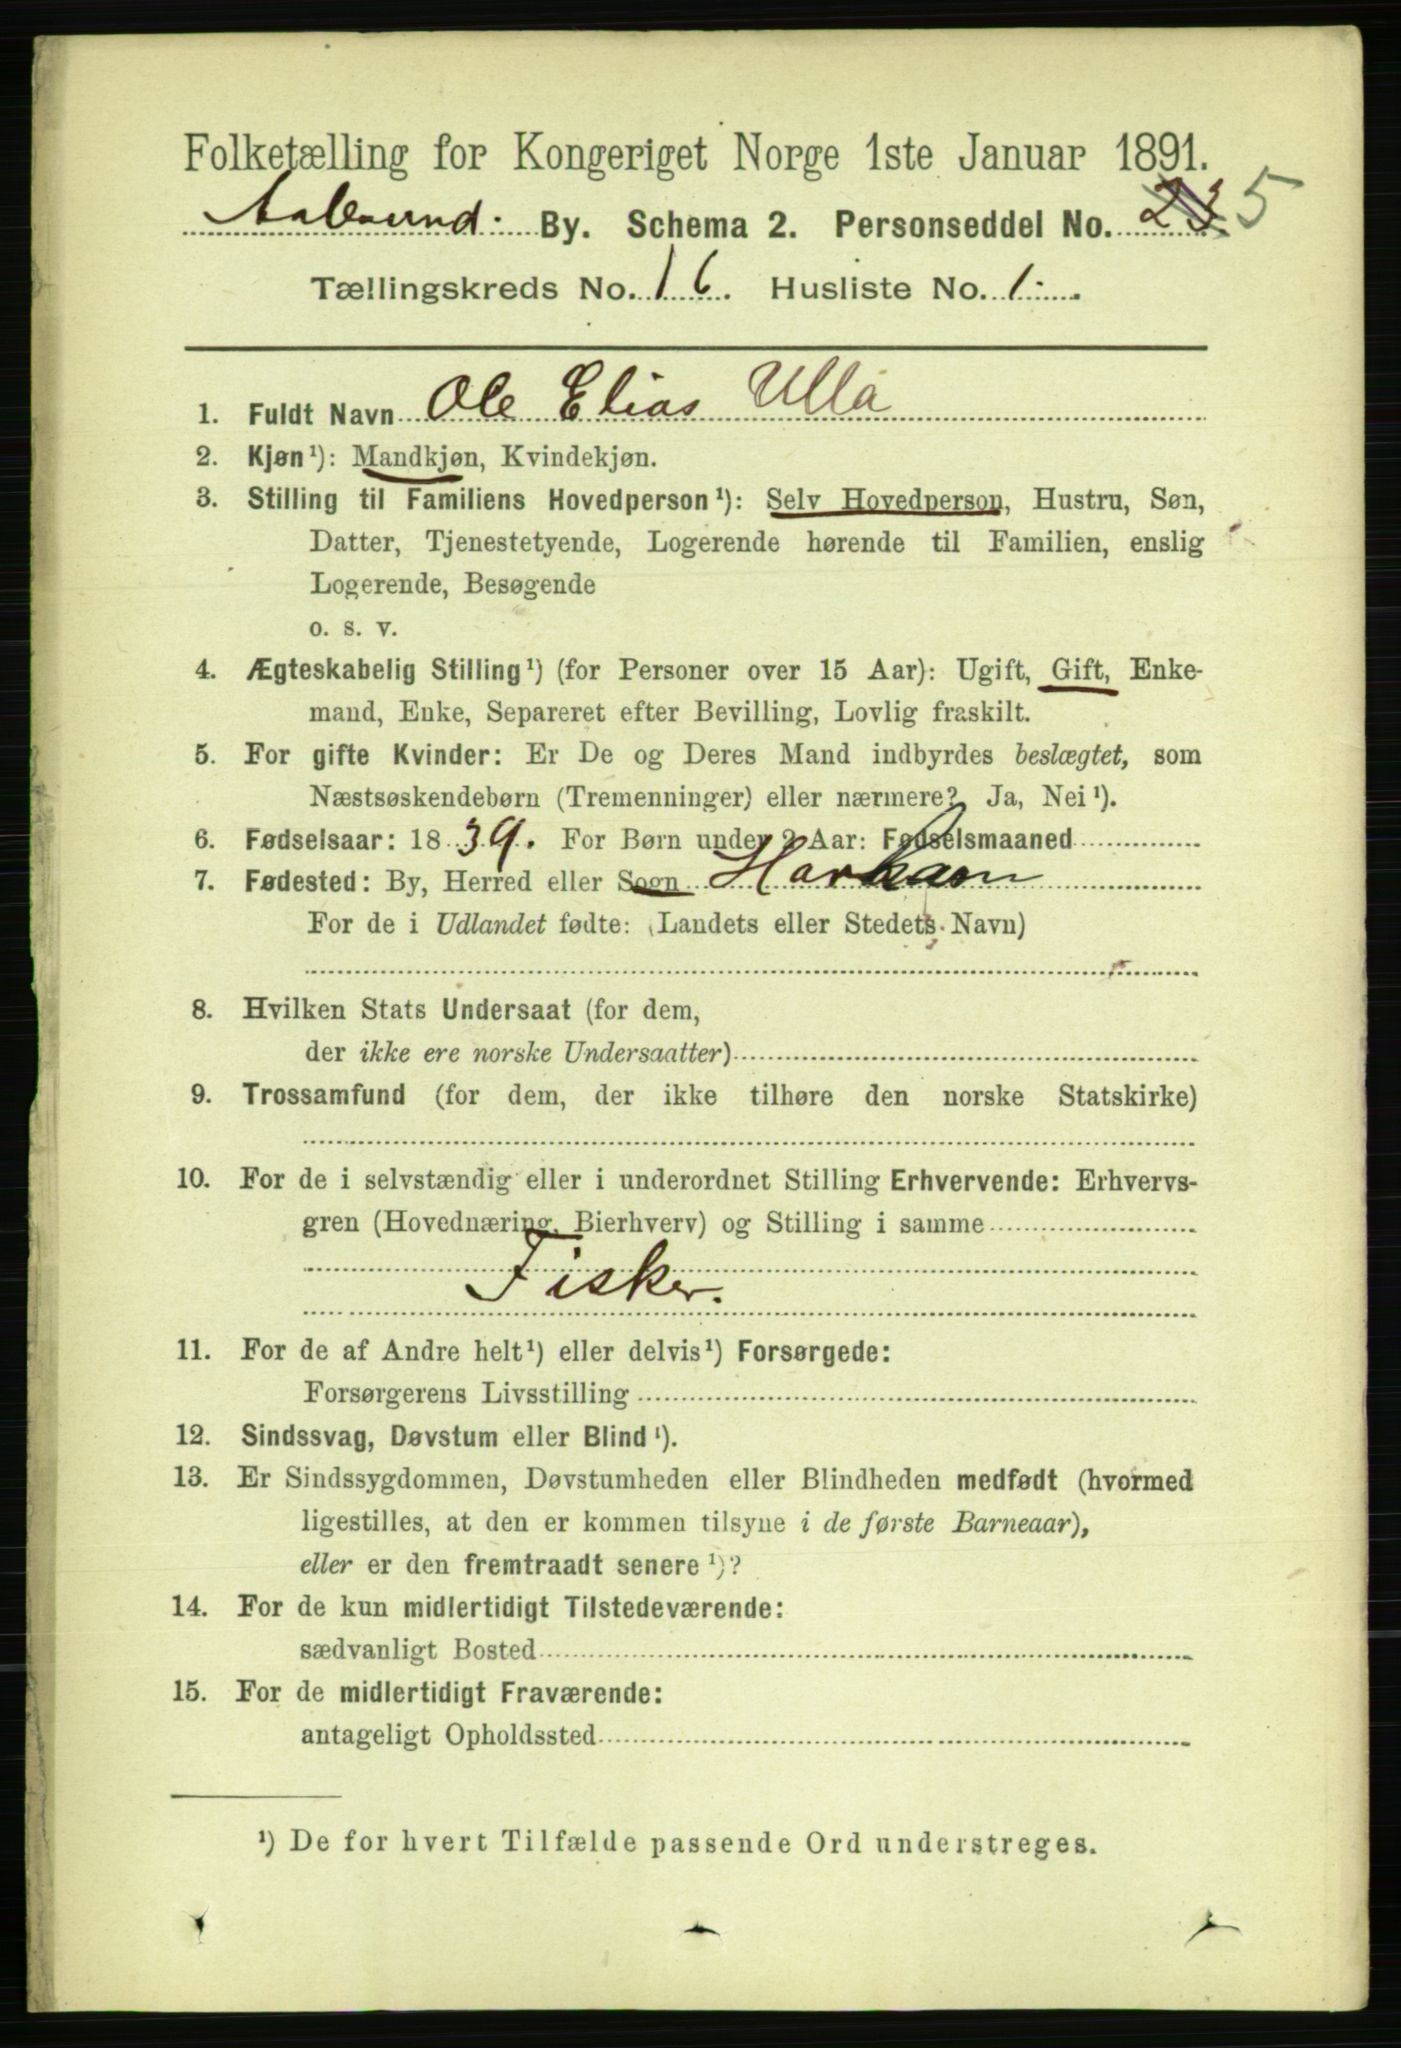 Folketælling for Kongeriget Norge 1ste Januar 1891.
Aalesund. By. Schema 2. Personseddel No. 23 5
Tællingskreds No. 16. Husliste No. 1.
1. Fuldt Navn Ole Elias Ulla
2. Kjøn¹): Mandkjøn, Kvindekjøn.
3. Stilling til Familiens Hovedperson¹): Selv Hovedperson, Hustru, Søn,
Datter, Tjenestetyende, Logerende hørende til Familien, enslig
Logerende, Besøgende
o. s. v.
4. Ægteskabelig Stilling¹) (for Personer over 15 Aar): Ugift, Gift, Enke-
mand, Enke, Separeret efter Bevilling, Lovlig fraskilt.
5. For gifte Kvinder: Er De og Deres Mand indbyrdes beslægtet, som
Næstsøskendebørn (Tremenninger) eller nærmere? Ja, Nei¹).
6. Fødselsaar: 1839. For Børn under 2 Aar: Fødselsmaaned
7. Fødested: By, Herred eller Sogn Harham
For de i Udlandet fødte: (Landets eller Stedets Navn)
8. Hvilken Stats Undersaat (for dem,
der ikke ere norske Undersaatter)
9. Trossamfund (for dem, der ikke tilhøre den norske Statskirke)
10. For de i selvstændig eller i underordnet Stilling Erhvervende: Erhvervs-
gren (Hovednæring, Bierhverv) og Stilling i samme
Fisker.
11. For de af Andre helt¹) eller delvis¹) Forsørgede:
Forsørgerens Livsstilling
12. Sindssvag, Døvstum eller Blind¹).
13. Er Sindssygdommen, Døvstumheden eller Blindheden medfødt (hvormed
ligestilles, at den er kommen tilsyne i de første Barneaar),
eller er den fremtraadt senere¹)?
14. For de kun midlertidigt Tilstedeværende:
sædvanligt Bosted
15. For de midlertidigt Fraværende:
antageligt Opholdssted
¹) De for hvert Tilfælde passende Ord understreges.